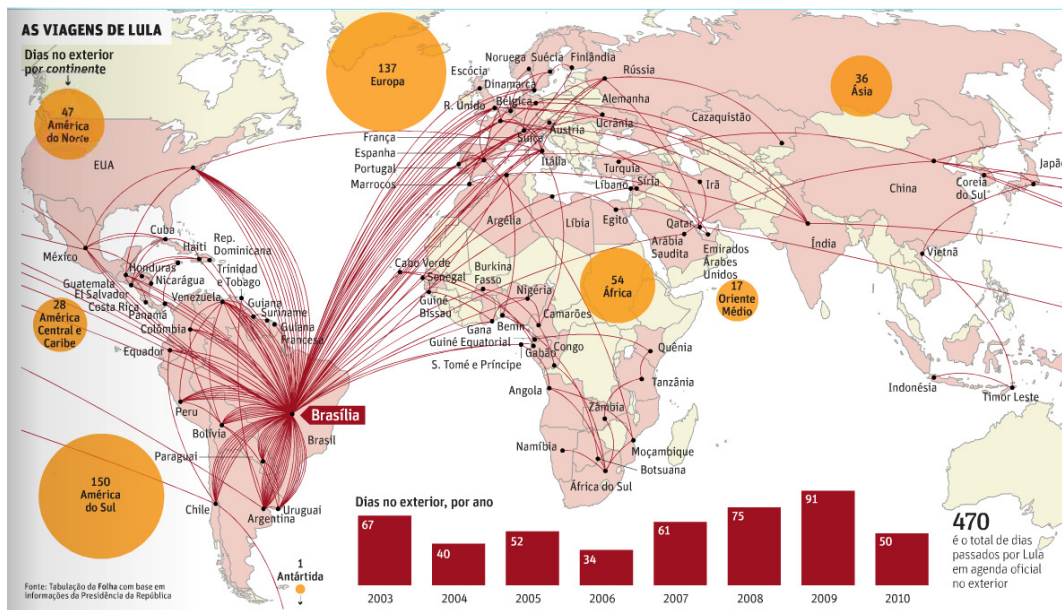 AS VIAGENS DE LULA
Dias no exterior
por continente
47
América
do Norte
137
Europa
36
Ásia
28
América
Central e
Caribe
54
África
17
Oriente
Médio
150
América
do Sul
1
Antártida
EUA
México
Cuba
Haiti
Rep.
Dominicana
Honduras
Guatemala
El Salvador
Nicarágua
Costa Rica
Panamá
Trinidad
e Tobago
Venezuela
Guiana
Suriname
Guiana
Francesa
Colômbia
Equador
Peru
Bolívia
Paraguai
Chile
Argentina
Uruguai
Brasília
Brasil
Noruega
Suécia
Finlândia
Escócia
Dinamarca
Rússia
R. Unido
Bélgica
Alemanha
Ucrânia
França
Suíça
Áustria
Espanha
Itália
Portugal
Marrocos
Cazaquistão
Turquia
Líbano
Síria
Irã
China
Japão
Coreia
do Sul
Argélia
Líbia
Egito
Qatar
Arábia
Saudita
Emirados
Árabes
Unidos
Índia
Vietnã
Cabo Verde
Senegal
Burkina
Fasso
Guiné
Bissau
Nigéria
Gana
Benin
Camarões
Guiné Equatorial
Gabão
Congo
S. Tomé e Príncipe
Quênia
Tanzânia
Angola
Zâmbia
Namíbia
Moçambique
Botsuana
África do Sul
Indonésia
Timor Leste
Dias no exterior, por ano
67
40
52
34
61
75
91
50
2003
2004
2005
2006
2007
2008
2009
2010
470
é o total de dias
passados por Lula
em agenda oficial
no exterior
Fonte: Tabulação da Folha com base em
informações da Presidência da República